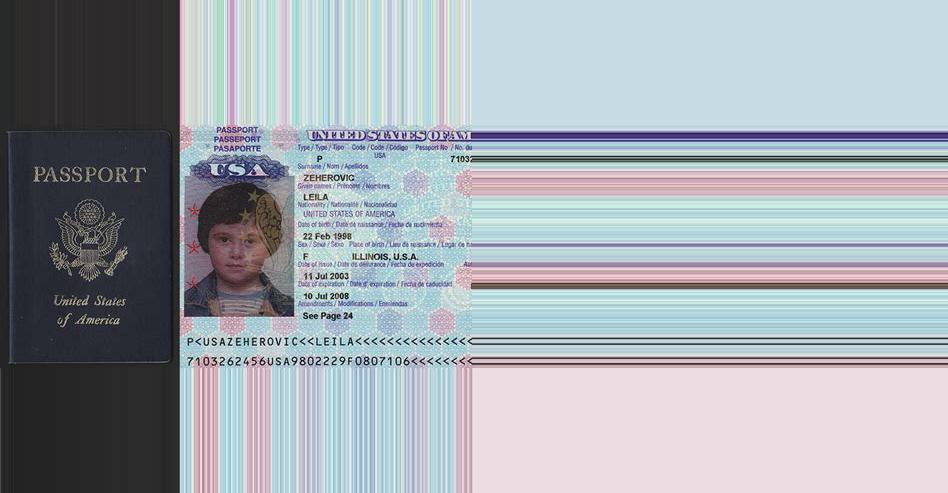 PASSPORT
United States
of America
PASSPORT
PASSEPORT
PASAPORTE
USA
UNITED STATES OF AM
Type / Type / Tipo Code / Code / Código Passport No / No. du
P USA 7103
Surname / Nom / Apellidos
ZEHEROVIC
Given names / Prénoms / Nombres
LEILA
Nationality / Nationalité / Nacionalidad
UNITED STATES OF AMERICA
Date of birth / Date de naissance / Fecha de nacimiento
22 Feb 1998
Sex / Sexe / Sexo Place of birth / Lieu de naissance / Lugar de na
F ILLINOIS, U.S.A.
Date of issue / Date de délivrance / Fecha de expedición Aut
11 Jul 2003
Date of expiration / Date d' expiration / Fecha de caducidad
10 Jul 2008
Amendments / Modifications / Enmiendas
See Page 24
P<USAZEHEROVIC<<LEILA<<<<<<<<<<<<<<<
7103262456USA9802229F0807106<<<<<<<<